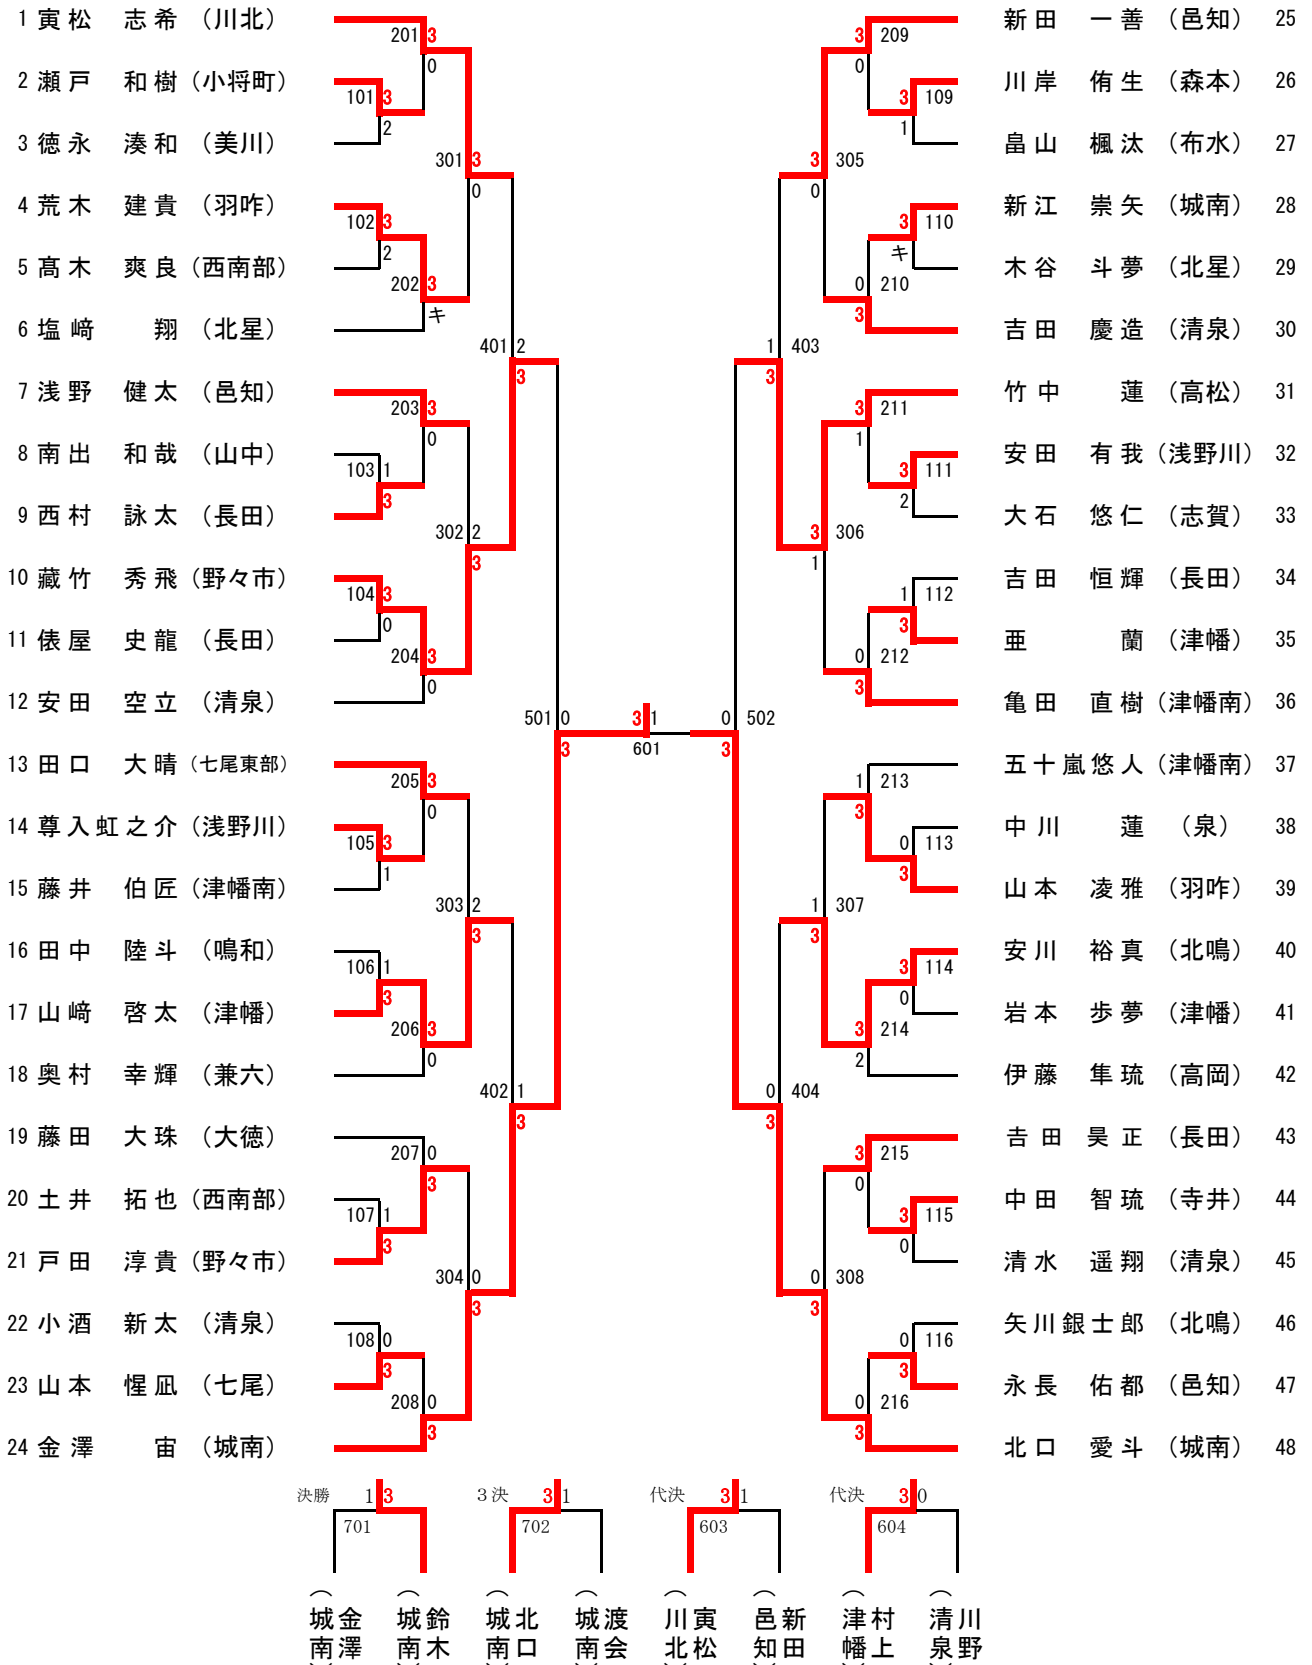 1 寅松 志希 (川北)
2 瀬戸 和樹 (小将町)
3 徳永 湊和 (美川)
4 荒木 建貴 (羽咋)
5 髙木 爽良 (西南部)
6 塩﨑 翔 (北星)
7 浅野 健太 (邑知)
8 南出 和哉 (山中)
9 西村 詠太 (長田)
10 藏竹 秀飛 (野々市)
11 俵屋 史龍 (長田)
12 安田 空立 (清泉)
13 田口 大晴 (七尾東部)
14 尊入虹之介 (浅野川)
15 藤井 伯匠 (津幡南)
16 田中 陸斗 (鳴和)
17 山﨑 啓太 (津幡)
18 奥村 幸輝 (兼六)
19 藤田 大珠 (大徳)
20 土井 拓也 (西南部)
21 戸田 淳貴 (野々市)
22 小酒 新太 (清泉)
23 山本 惺凪 (七尾)
24 金澤 宙 (城南)
201 3
0
101 3
2
301 3
0
102 3
2
202 3
キ
401 2
3
203 3
0
103 1
3
302 2
3
104 3
0
204 3
0
501 0
3
205 3
0
105 3
1
303 2
3
106 1
3
206 3
0
402 1
3
207 0
3
107 1
3
304 0
3
108 0
3
208 0
3
3 1
601
3 209
0
3 109
1
3 305
0
3 110
キ
0 210
3
1 403
3
3 211
1
3 111
2
3 306
1
1 112
3
0 212
3
0 502
3
1 213
3
0 113
3
1 307
3
3 114
0
3 214
2
0 404
3
3 215
0
3 115
0
0 308
3
0 116
3
0 216
3
新田 一善 (邑知) 25
川岸 侑生 (森本) 26
畠山 楓汰 (布水) 27
新江 崇矢 (城南) 28
木谷 斗夢 (北星) 29
吉田 慶造 (清泉) 30
竹中 蓮 (高松) 31
安田 有我 (浅野川) 32
大石 悠仁 (志賀) 33
吉田 恒輝 (長田) 34
亜 蘭 (津幡) 35
亀田 直樹 (津幡南) 36
五十嵐悠人 (津幡南) 37
中川 蓮 (泉) 38
山本 凌雅 (羽咋) 39
安川 裕真 (北鳴) 40
岩本 歩夢 (津幡) 41
伊藤 隼琉 (高岡) 42
𠮷田 昊正 (長田) 43
中田 智琉 (寺井) 44
清水 遥翔 (清泉) 45
矢川銀士郎 (北鳴) 46
永長 佑都 (邑知) 47
北口 愛斗 (城南) 48
決勝 1 3
701
金澤 (城南)
鈴木 (城南)
3決 3 1
702
北口 (城南)
渡会 (城南)
代決 3 1
603
寅松 (川北)
新田 (邑知)
代決 3 0
604
村上 (津幡)
川野 (清泉)